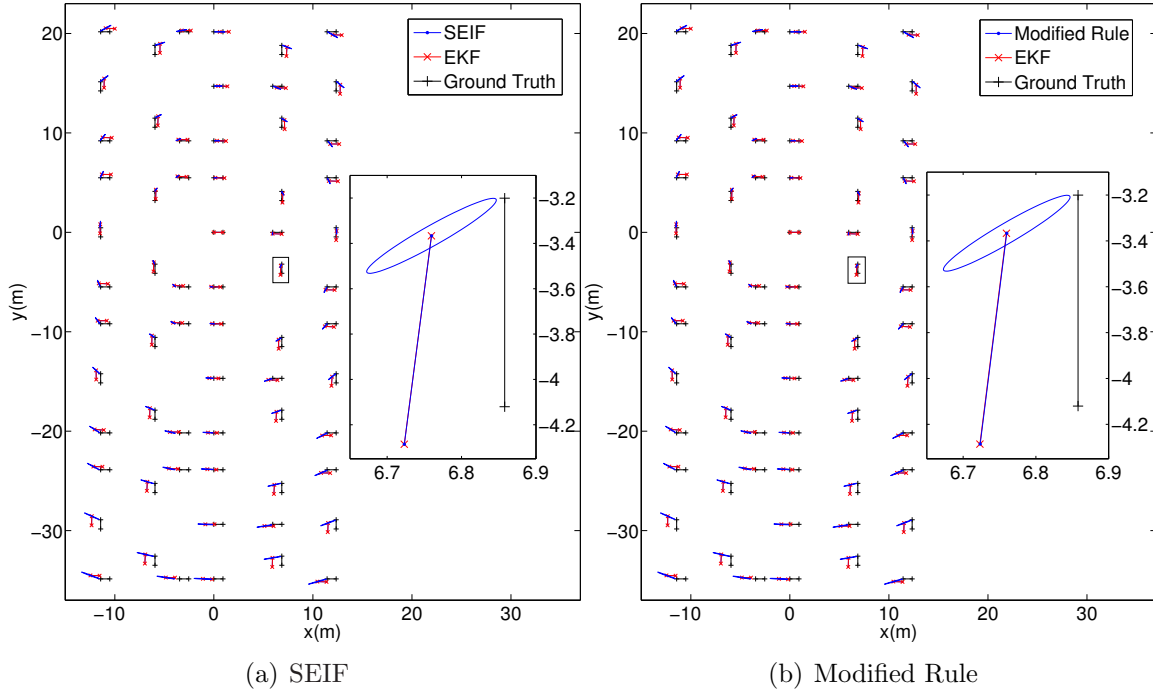 SEIF
EKF
Ground Truth
20
10
0
−10
−20
−30
y(m)
−3.2
−3.4
−3.6
−3.8
−4
−4.2
6.7 6.8 6.9
−10 0 10 20 30
x(m)
(a) SEIF
Modified Rule
EKF
Ground Truth
20
10
0
−10
−20
−30
y(m)
−3.2
−3.4
−3.6
−3.8
−4
−4.2
6.7 6.8 6.9
−10 0 10 20 30
x(m)
(b) Modified Rule